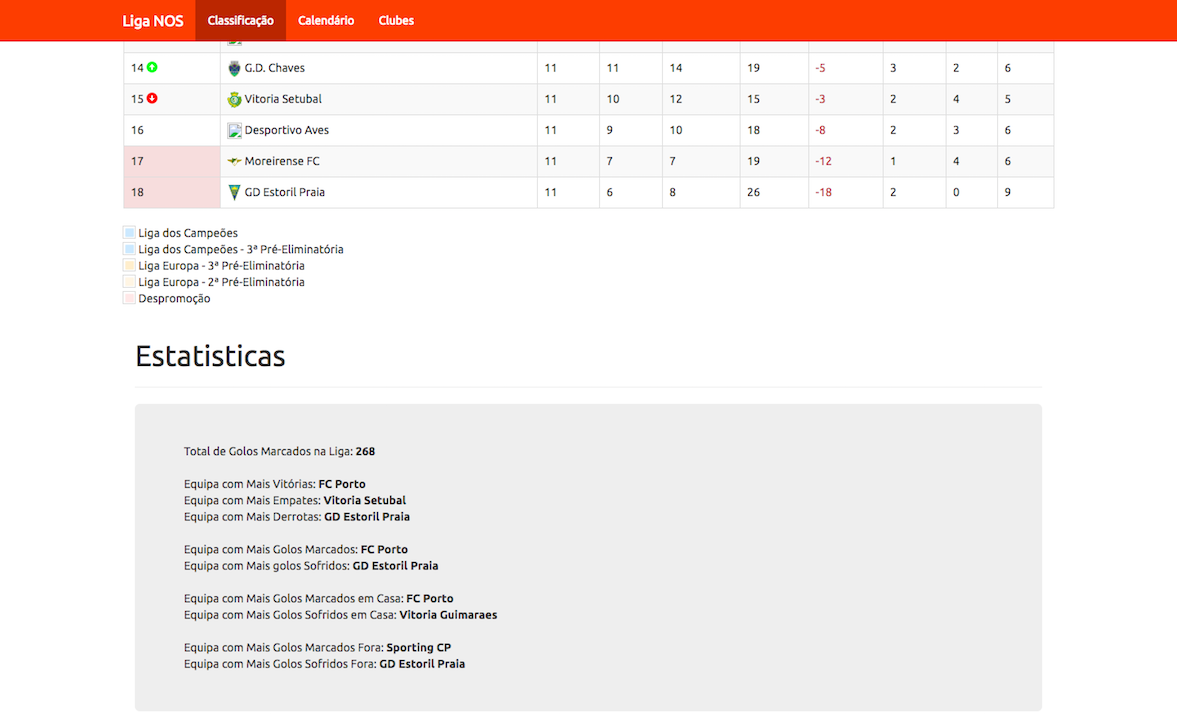 Liga NOS Classificação Calendário Clubes
14 G.D. Chaves 11 11 14 19 -5 3 2 6
15 Vitoria Setubal 11 10 12 15 -3 2 4 5
16 Desportivo Aves 11 9 10 18 -8 2 3 6
17 Moreirense FC 11 7 7 19 -12 1 4 6
18 GD Estoril Praia 11 6 8 26 -18 2 0 9
Liga dos Campeões
Liga dos Campeões - 3ª Pré-Eliminatória
Liga Europa - 3ª Pré-Eliminatória
Liga Europa - 2ª Pré-Eliminatória
Despromoção
Estatisticas
Total de Golos Marcados na Liga: 268
Equipa com Mais Vitórias: FC Porto
Equipa com Mais Empates: Vitoria Setubal
Equipa com Mais Derrotas: GD Estoril Praia
Equipa com Mais Golos Marcados: FC Porto
Equipa com Mais golos Sofridos: GD Estoril Praia
Equipa com Mais Golos Marcados em Casa: FC Porto
Equipa com Mais Golos Sofridos em Casa: Vitoria Guimaraes
Equipa com Mais Golos Marcados Fora: Sporting CP
Equipa com Mais Golos Sofridos Fora: GD Estoril Praia